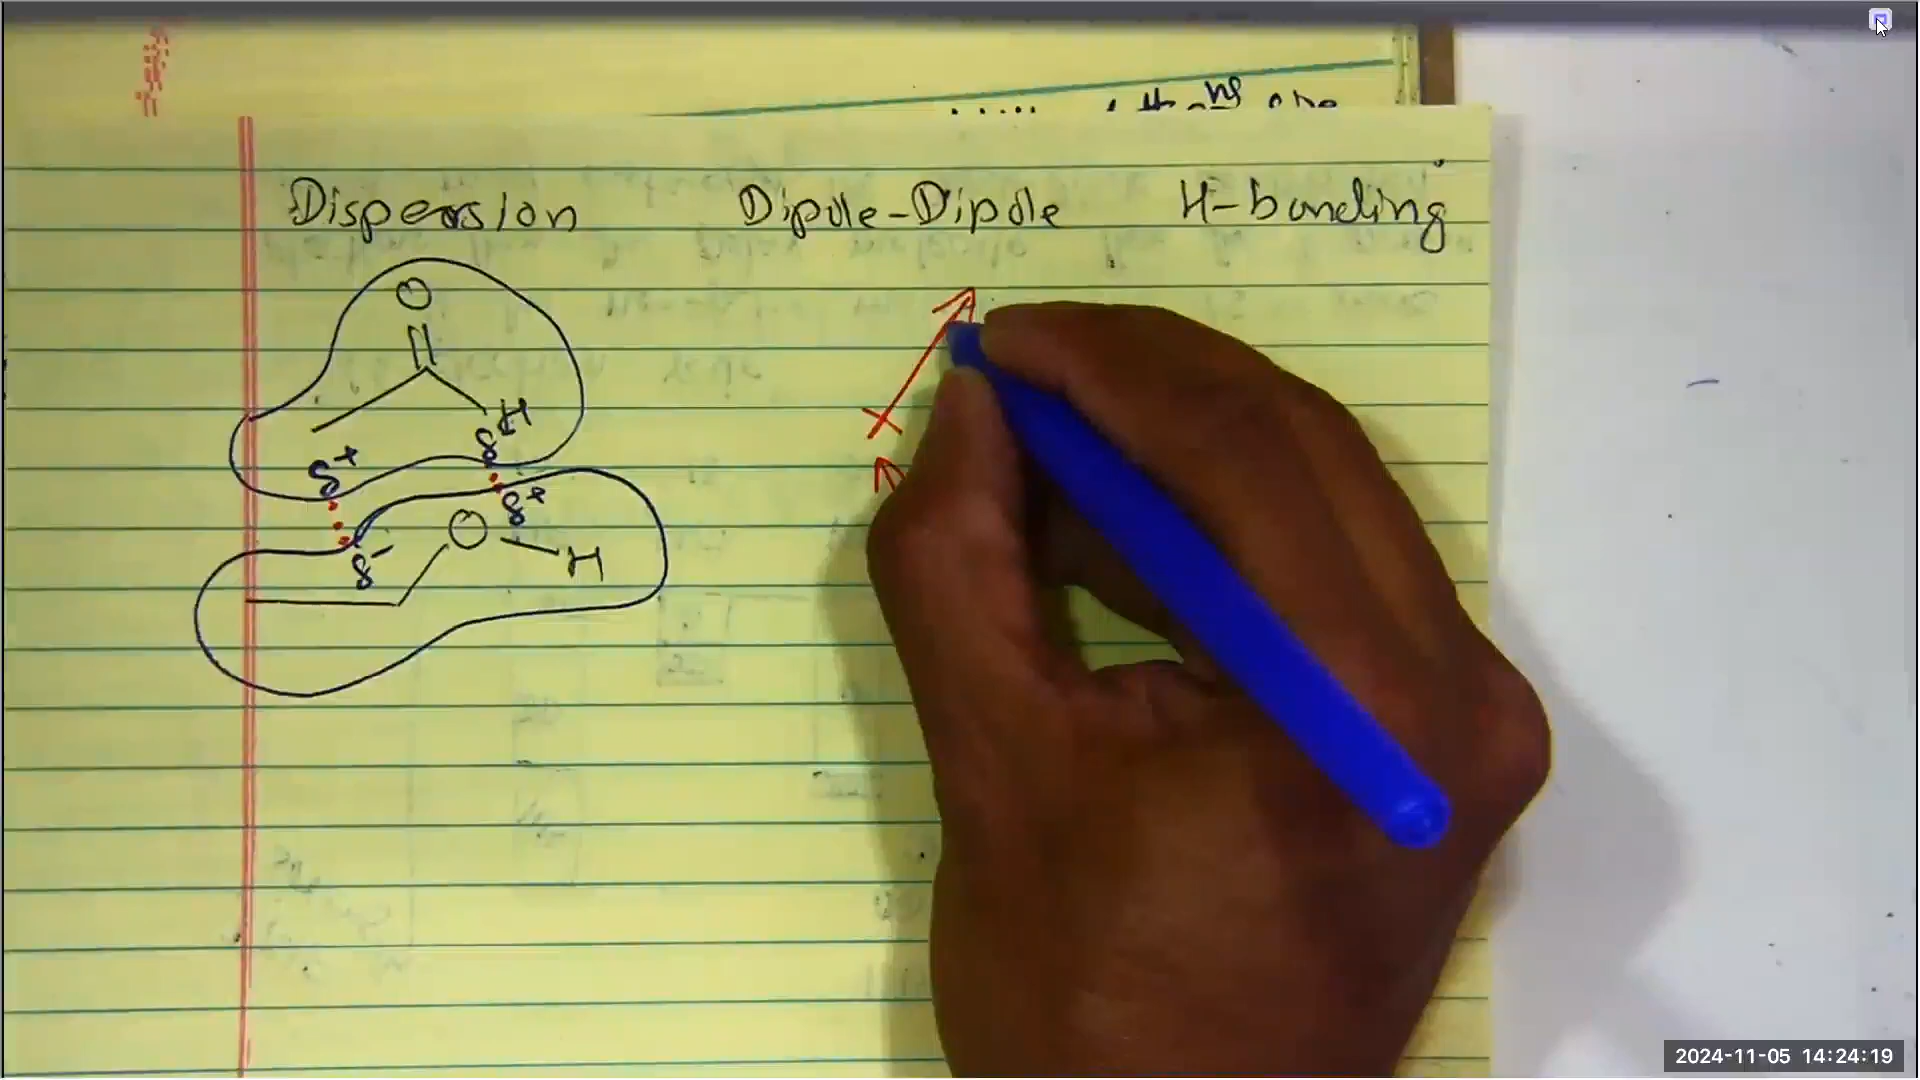 Dispersion Dipole-Dipole H-bonding
O
H
δ+ δ-
δ+
O
δ- H
2024-11-05 14:24:19